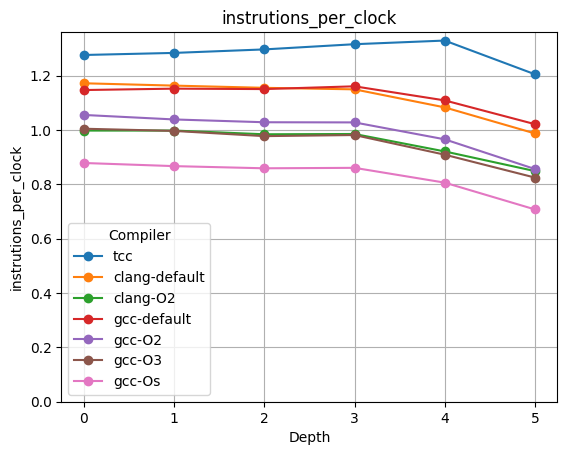 instrutions_per_clock
instrutions_per_clock
1.2
1.0
0.8
0.6
0.4
0.2
0.0
Compiler
tcc
clang-default
clang-O2
gcc-default
gcc-O2
gcc-O3
gcc-Os
0 1 2 3 4 5
Depth